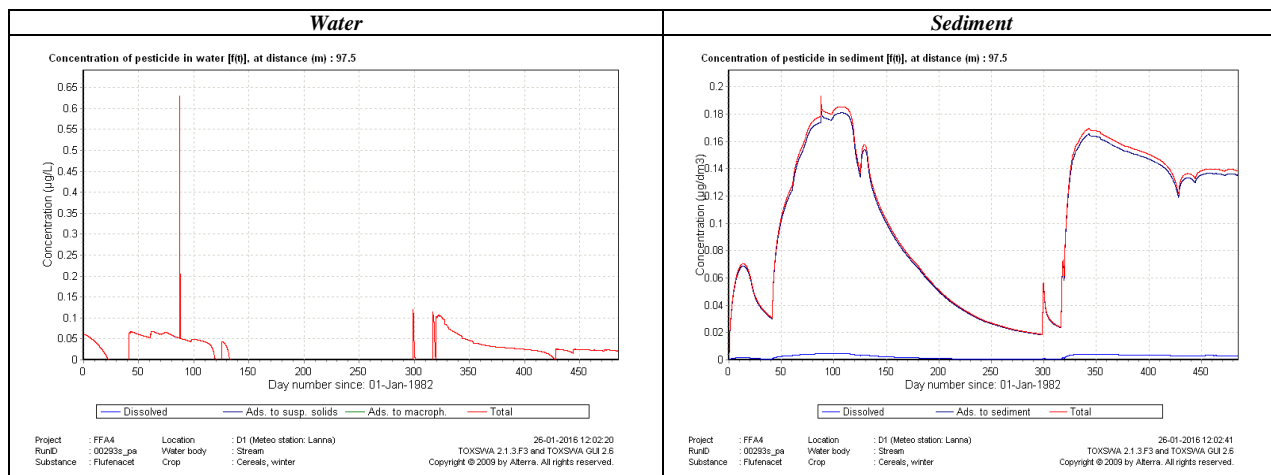 Water
Sediment
Concentration of pesticide in water [f(t)], at distance (m) : 97.5
Concentration (µg/L)
0.65
0.6
0.55
0.5
0.45
0.4
0.35
0.3
0.25
0.2
0.15
0.1
0.05
0
0 50 100 150 200 250 300 350 400 450
Day number since: 01-Jan-1982
Dissolved Ads. to susp. solids Ads. to macroph. Total
Project : FFA4 Location : D1 (Meteo station: Lanna) 26-01-2016 12:02:20
RunID : 00293s_pa Water body : Stream TOXSWA 2.1.3.F3 and TOXSWA GUI 2.6
Substance : Flufenacet Crop : Cereals, winter Copyright © 2009 by Alterra. All rights reserved.
Concentration of pesticide in sediment [f(t)], at distance (m) : 97.5
Concentration (µg/dm3)
0.2
0.16
0.12
0.08
0.06
0.04
0.02
0
0 50 100 150 200 250 300 350 400 450
Day number since: 01-Jan-1982
Dissolved Ads. to sediment Total
Project : FFA4 Location : D1 (Meteo station: Lanna) 26-01-2016 12:02:41
RunID : 00293s_pa Water body : Stream TOXSWA 2.1.3.F3 and TOXSWA GUI 2.6
Substance : Flufenacet Crop : Cereals, winter Copyright © 2009 by Alterra. All rights reserved.